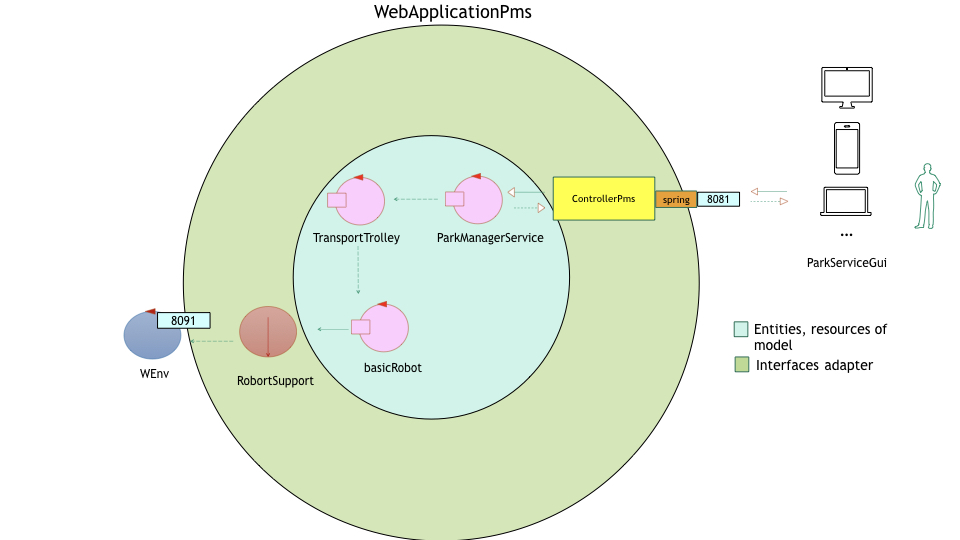 WebApplicationPms
ControllerPms
spring
8081
TransportTrolley
ParkManagerService
...
ParkServiceGui
8091
WEnv
RobortSupport
basicRobot
Entities, resources of
model
Interfaces adapter